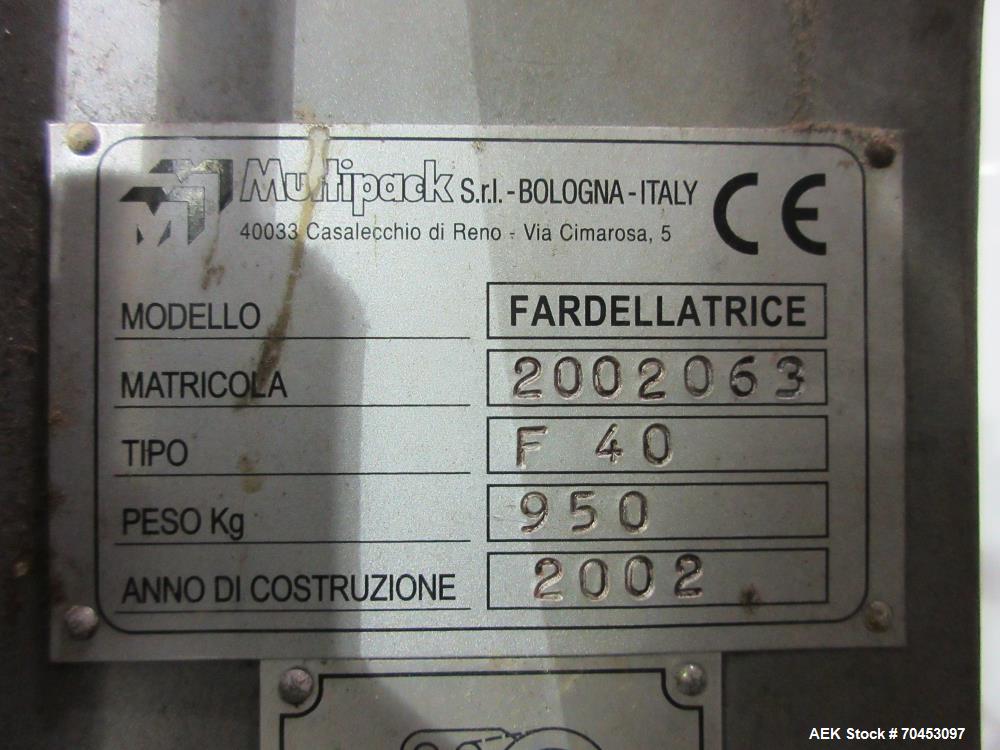 Multipack S.r.l. - BOLOGNA - ITALY
40033 Casalecchio di Reno - Via Cimarosa, 5
CE
MODELLO FARDELLATRICE
MATRICOLA 2002063
TIPO F 40
PESO Kg 950
ANNO DI COSTRUZIONE 2002
AEK Stock # 70453097